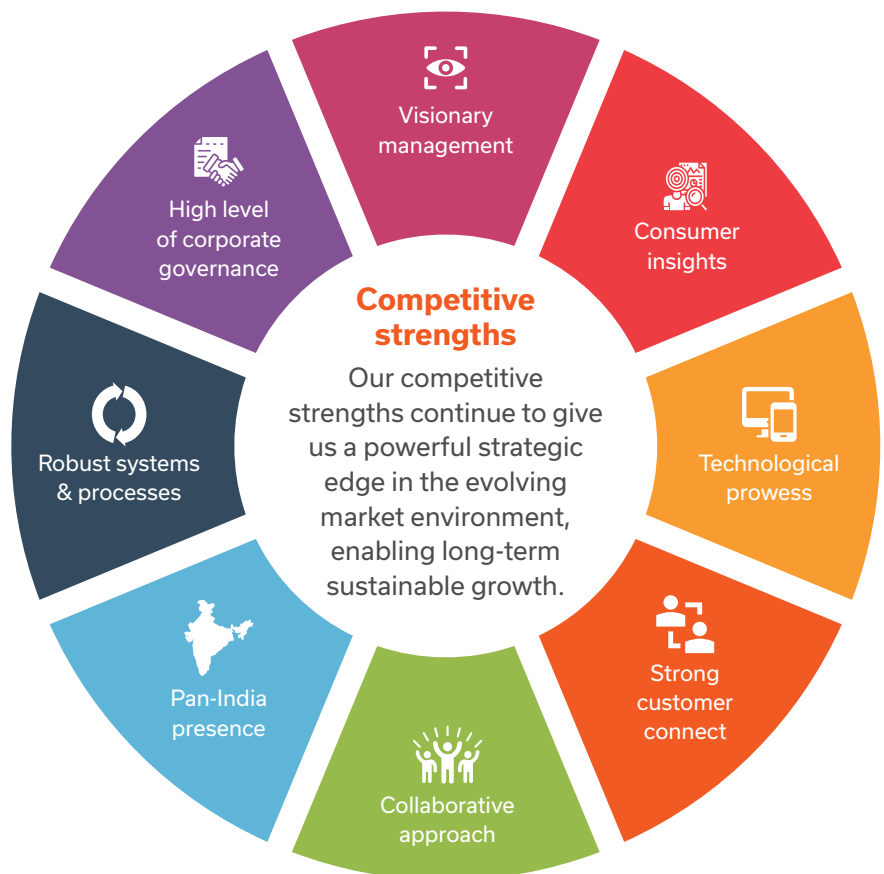 Visionary
management
Consumer
insights
Technological
prowess
Strong
customer
connect
Collaborative
approach
Pan-India
presence
Robust systems
& processes
High level
of corporate
governance
Competitive
strengths
Our competitive
strengths continue to give
us a powerful strategic
edge in the evolving
market environment,
enabling long-term
sustainable growth.